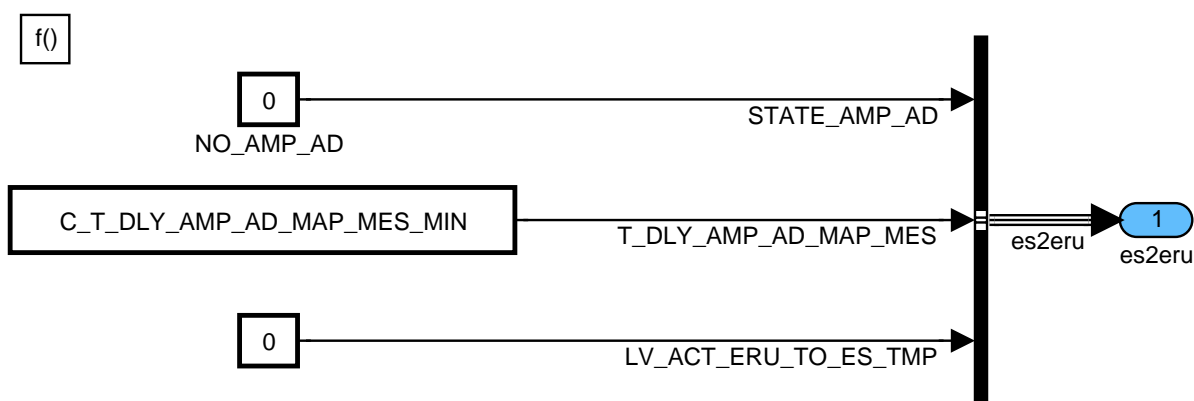 f()
0
STATE_AMP_AD
NO_AMP_AD
C_T_DLY_AMP_AD_MAP_MES_MIN
T_DLY_AMP_AD_MAP_MES
es2eru
1
es2eru
0
LV_ACT_ERU_TO_ES_TMP